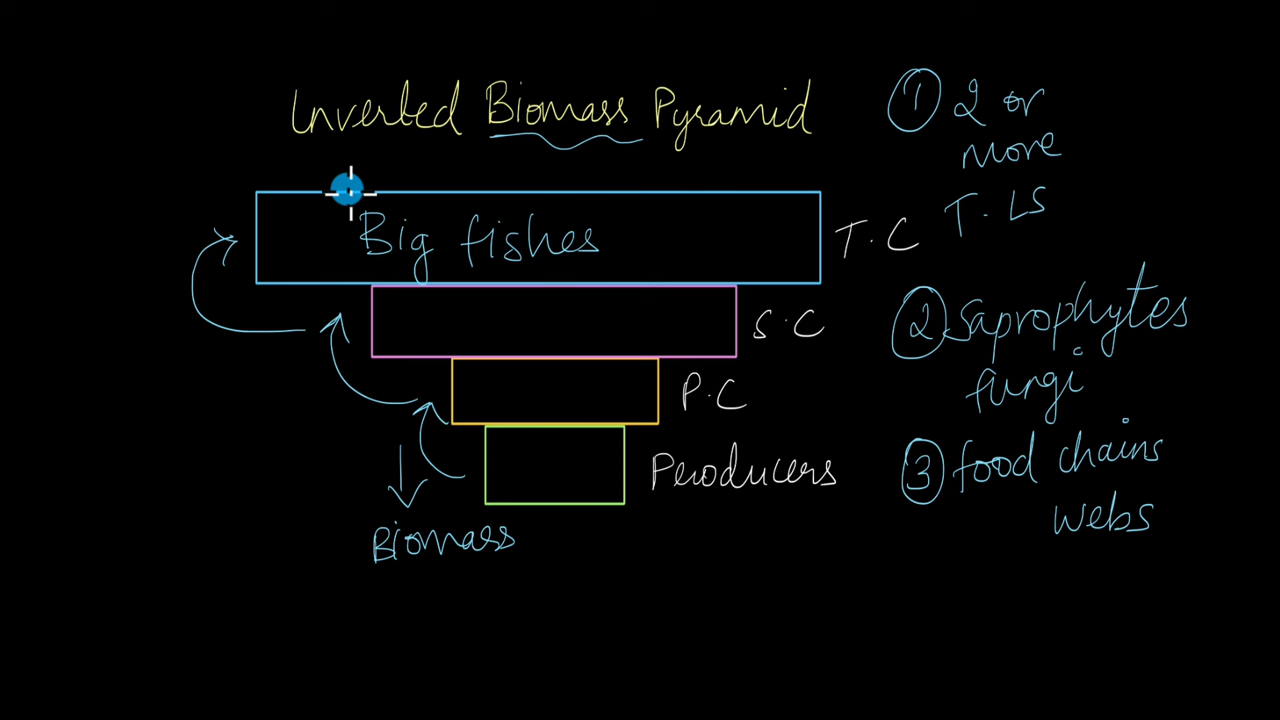 Inverted Biomass Pyramid
Big fishes
T.C
S.C
P.C
Producers
Biomass
① 2 or
more
T.LS
② Saprophytes
fungi
③ food chains
webs